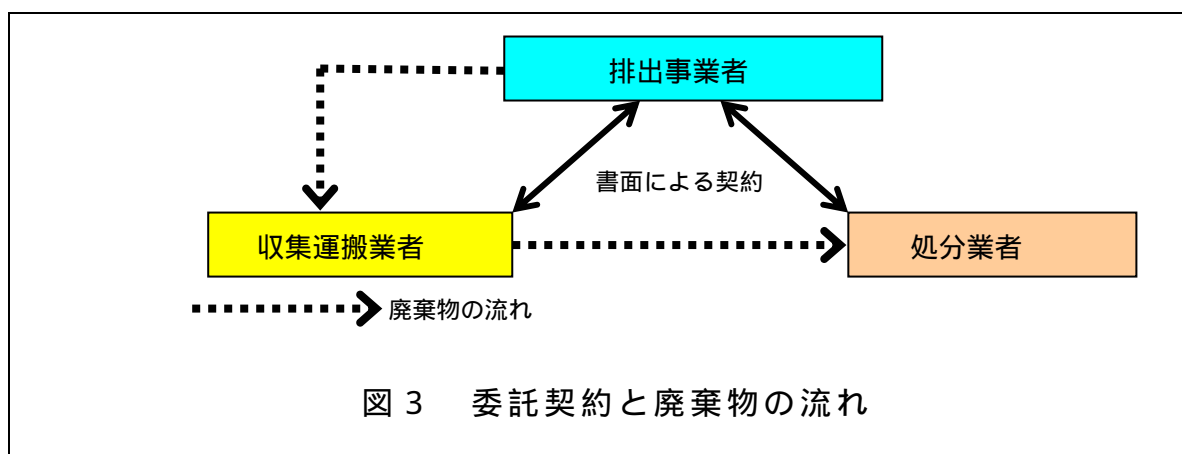 排出事業者
書面による契約
収集運搬業者
処分業者
廃棄物の流れ
図3 委託契約と廃棄物の流れ